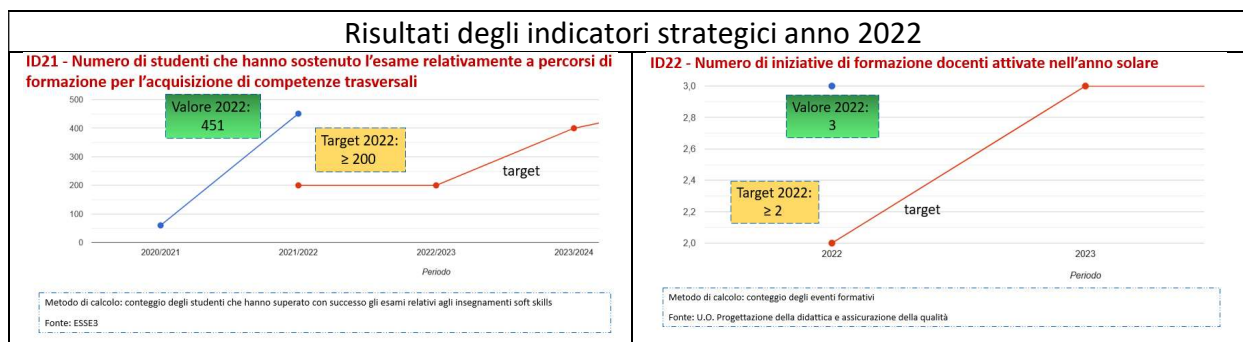 Risultati degli indicatori strategici anno 2022
ID21 - Numero di studenti che hanno sostenuto l'esame relativamente a percorsi di
formazione per l'acquisizione di competenze trasversali
500
400
300
200
100
0
Valore 2022:
451
Target 2022:
≥ 200
target
2020/2021
2021/2022
2022/2023
2023/2024
Periodo
Metodo di calcolo: conteggio degli studenti che hanno superato con successo gli esami relativi agli insegnamenti soft skills
Fonte: ESSE3
ID22 - Numero di iniziative di formazione docenti attivate nell'anno solare
3,0
2,8
2,6
2,4
2,2
2,0
Valore 2022:
3
Target 2022:
≥ 2
target
2022
2023
Periodo
Metodo di calcolo: conteggio degli eventi formativi
Fonte: U.O. Progettazione della didattica e assicurazione della qualità